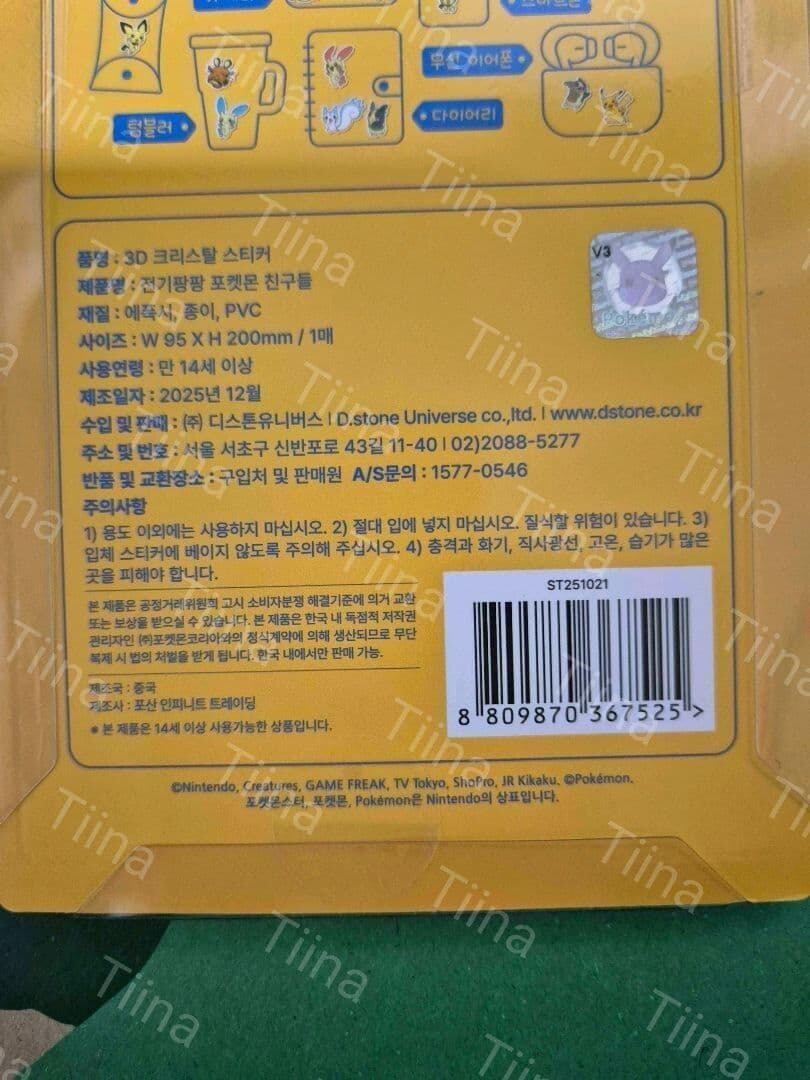 무선 이어폰
텀블러
다이어리
품명 : 3D 크리스탈 스티커
제품명 : 전기팡팡 포켓몬 친구들
재질 : 에폭시, 종이, PVC
사이즈 : W 95 X H 200mm / 1매
사용연령 : 만 14세 이상
제조일자 : 2025년 12월
수입 및 판매 : (주) 디스톤유니버스 | D.stone Universe co.,ltd. | www.dstone.co.kr
주소 및 번호 : 서울 서초구 신반포로 43길 11-40 | 02)2088-5277
반품 및 교환장소 : 구입처 및 판매원 A/S문의 : 1577-0546
주의사항
1) 용도 이외에는 사용하지 마십시오. 2) 절대 입에 넣지 마십시오. 질식할 위험이 있습니다. 3)
입체 스티커에 베이지 않도록 주의해 주십시오. 4) 충격과 화기, 직사광선, 고온, 습기가 많은
곳을 피해야 합니다.
본 제품은 공정거래위원회 고시 소비자분쟁 해결기준에 의거 교환
또는 보상을 받으실 수 있습니다. 본 제품은 한국 내 독점적 저작권
관리자인 (주)포켓몬코리아와의 정식계약에 의해 생산되므로 무단
복제 시 법의 처벌을 받게 됩니다. 한국 내에서만 판매 가능.
제조국 : 중국
제조사 : 포산 인피니트 트레이딩
* 본 제품은 14세 이상 사용가능한 상품입니다.
V3
Pokémon
ST251021
8 809870 367525 >
©Nintendo, Creatures, GAME FREAK, TV Tokyo, ShoPro, JR Kikaku. ©Pokémon.
포켓몬스터, 포켓몬, Pokémon은 Nintendo의 상표입니다.
Tiina